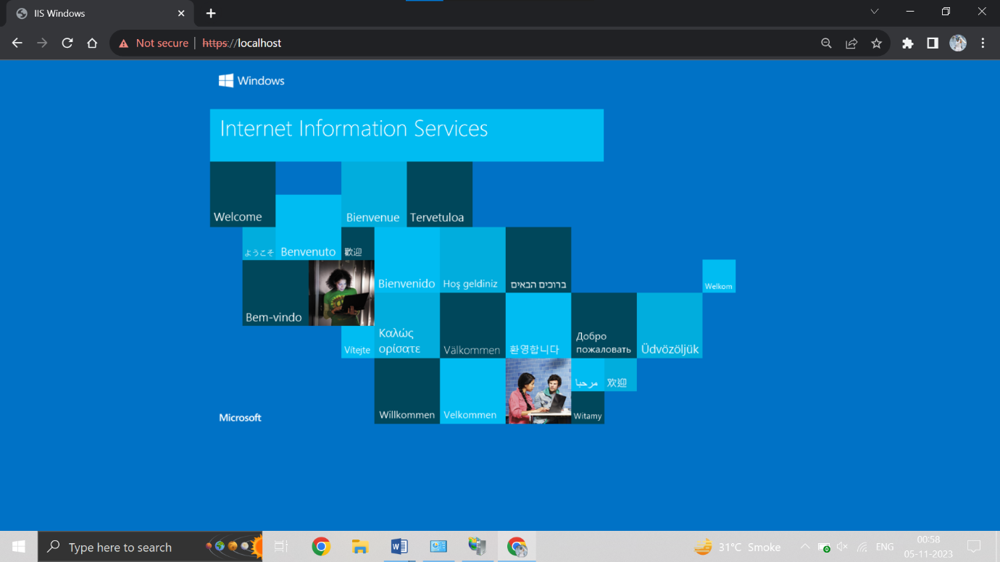 IIS Windows
Not secure
https://localhost
Windows
Internet Information Services
Welcome
Bienvenue
Tervetuloa
ようこそ
Benvenuto
歡迎
Bienvenido
Hoş geldiniz
ברוכים הבאים
Welkom
Bem-vindo
Καλώς
ορίσατε
Vítejte
Välkommen
환영합니다
Добро
пожаловать
Üdvözöljük
Willkommen
Velkommen
مرحبا
欢迎
Witamy
Microsoft
Type here to search
31°C Smoke
ENG
00:58
05-11-2023